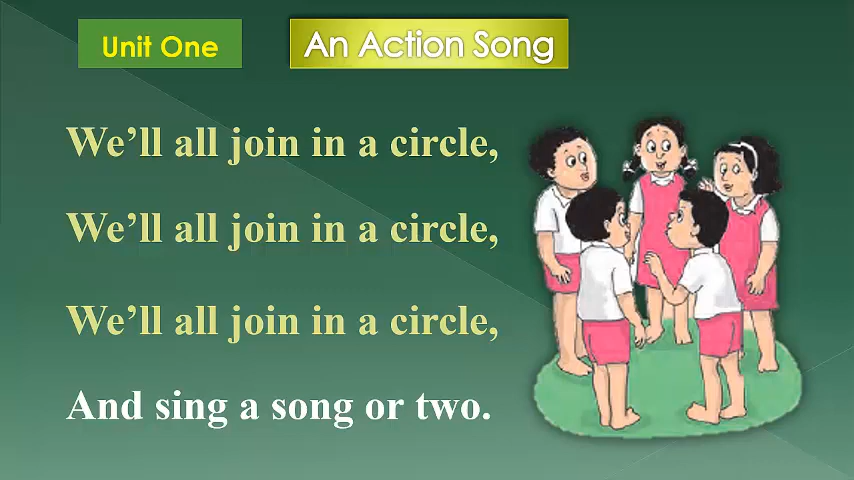 Unit One
An Action Song
We’ll all join in a circle,
We’ll all join in a circle,
We’ll all join in a circle,
And sing a song or two.